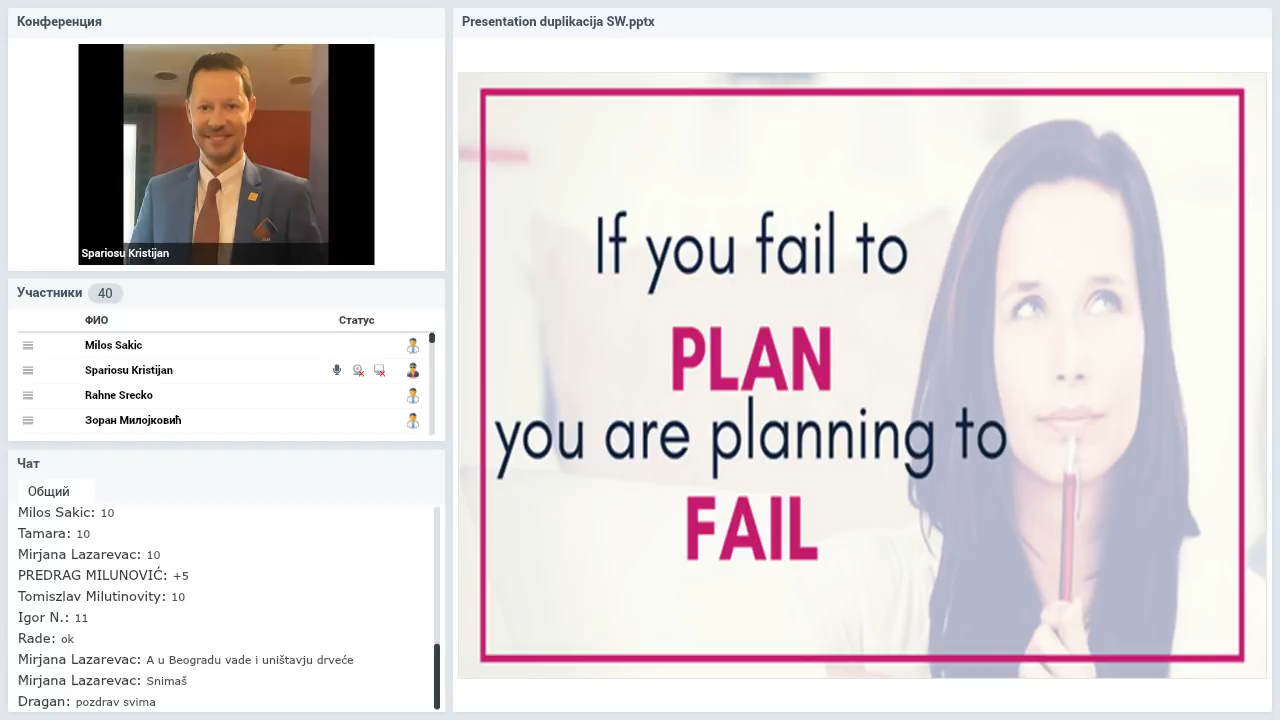 Конференция
Spariosu Kristijan
Участники 40
ФИО Статус
Milos Sakic
Spariosu Kristijan
Rahne Srecko
Зоран Милојковић
Чат
Общий
Milos Sakic: 10
Tamara: 10
Mirjana Lazarevac: 10
PREDRAG MILUNOVIĆ: +5
Tomiszlav Milutinovity: 10
Igor N.: 11
Rade: ok
Mirjana Lazarevac: A u Beogradu vade i uništavju drveće
Mirjana Lazarevac: Snimaš
Dragan: pozdrav svima
Presentation duplikacija SW.pptx
If you fail to
PLAN
you are planning to
FAIL